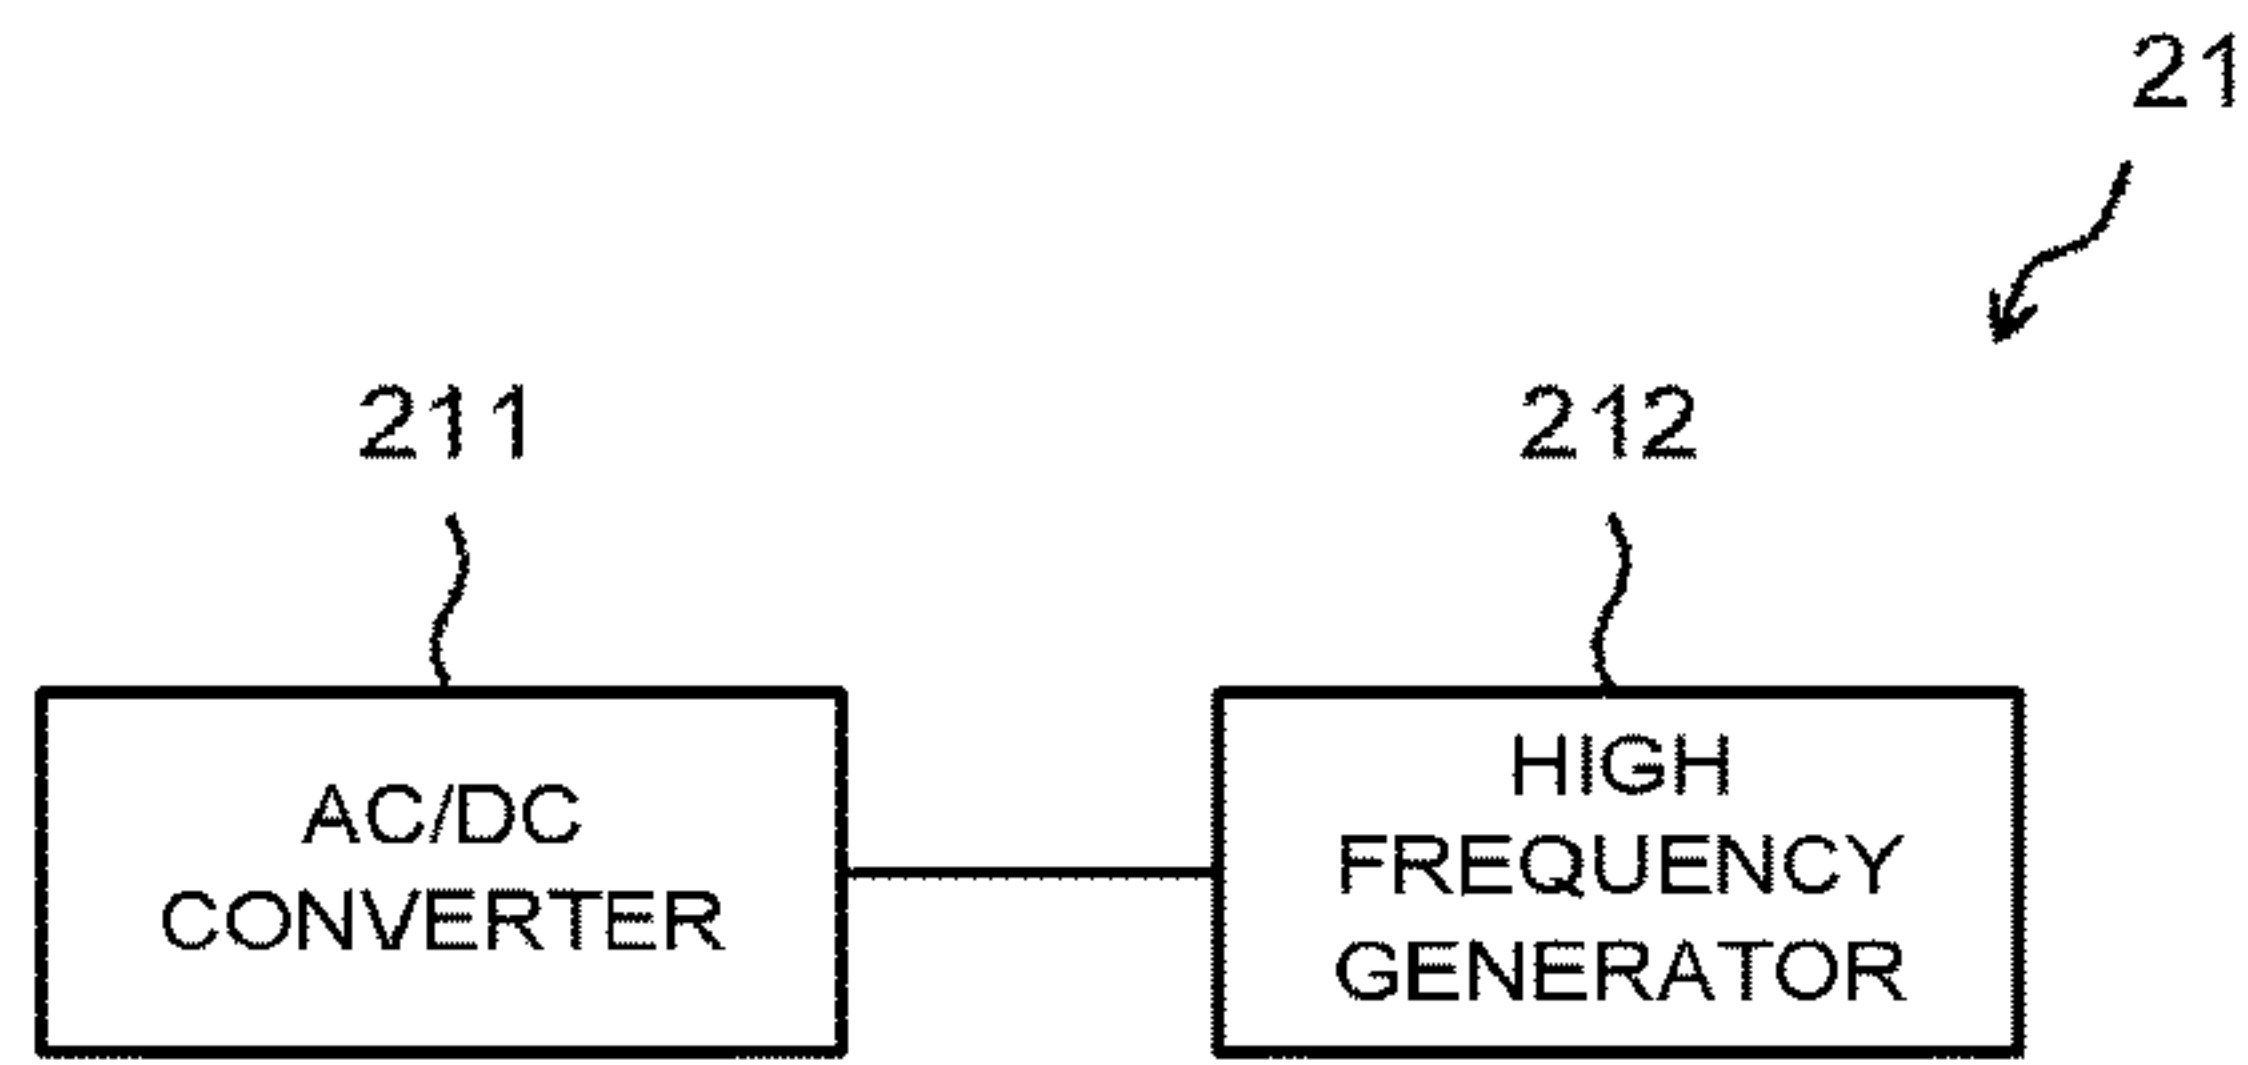 21
211
212
AC/DC
CONVERTER
HIGH
FREQUENCY
GENERATOR